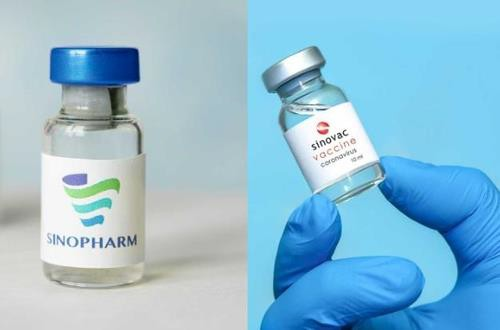 SINOPHARM
sinovac
vaccine
coronavirus
10 ml